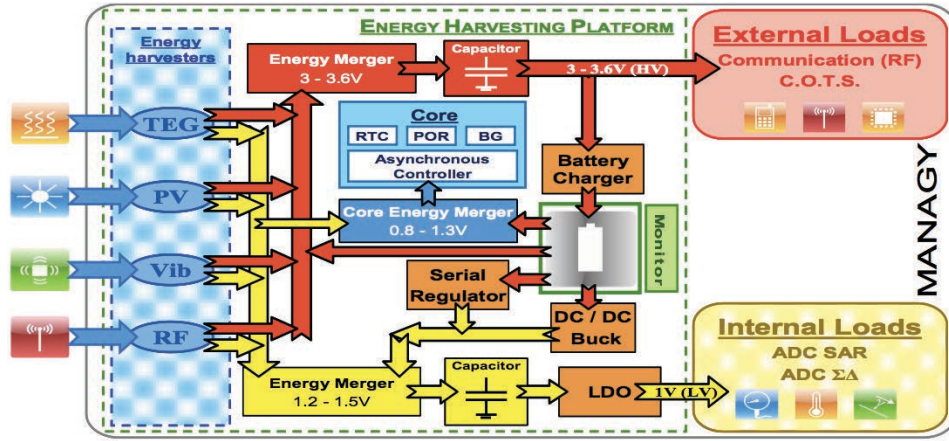 ENERGY HARVESTING PLATFORM
Energy
harvesters
TEG
PV
Vib
RF
Energy Merger
3 - 3.6V
Capacitor
3 - 3.6V (HV)
External Loads
Communication (RF)
C.O.T.S.
Core
RTC POR BG
Asynchronous
Controller
Core Energy Merger
0.8 - 1.3V
Battery
Charger
Monitor
Serial
Regulator
DC / DC
Buck
Energy Merger
1.2 - 1.5V
Capacitor
LDO
1V (LV)
Internal Loads
ADC SAR
ADC ΣΔ
MANAGY